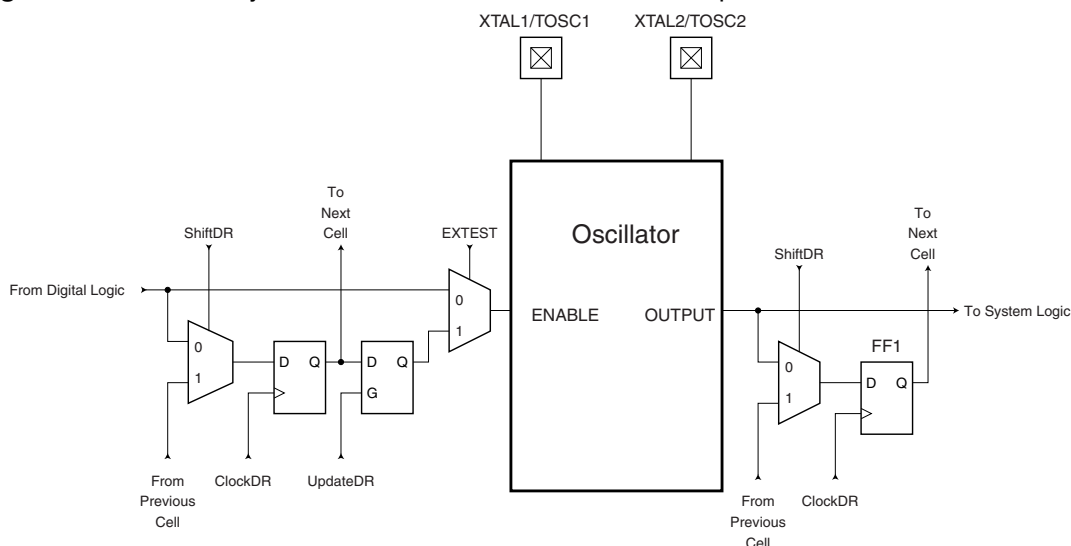 XTAL1/TOSC1
XTAL2/TOSC2
To
Next
Cell
ShiftDR
EXTEST
From Digital Logic
0
1
0
1
D Q
D Q
G
From
Previous
Cell
ClockDR
UpdateDR
Oscillator
ENABLE
OUTPUT
To
Next
Cell
ShiftDR
To System Logic
FF1
0
1
D Q
From
Previous
Cell
ClockDR